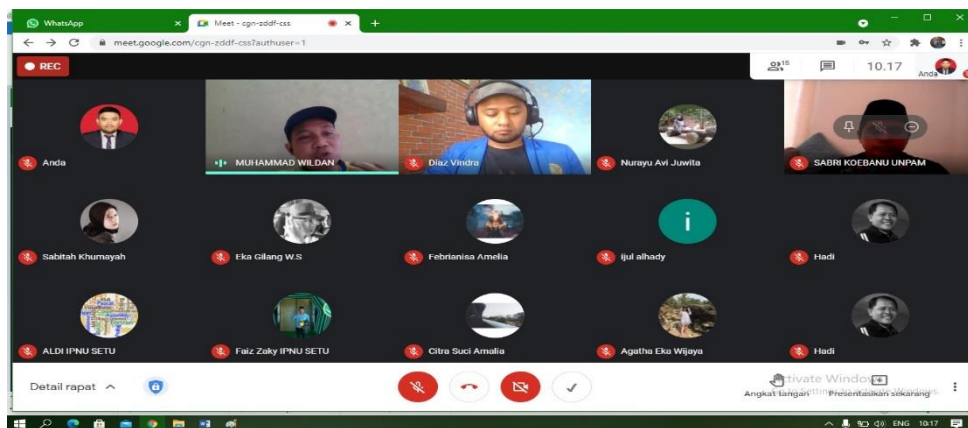 WhatsApp
Meet - cgn-zddf-css
meet.google.com/cgn-zddf-css?authuser=1
REC
15
10.17
Anda
Anda
MUHAMMAD WILDAN
Diaz Vindra
Nurayu Avi Juwita
SABRI KOEBANU UNPAM
Sabitah Khumayah
Eka Gilang W.S
Febrianisa Amelia
i
ijul alhady
Hadi
ALDI IPNU SETU
Faiz Zaky IPNU SETU
Citra Suci Amalia
Agatha Eka Wijaya
Hadi
Detail rapat
Activate Windows
Angkat tangan
Presentasikan sekarang
ENG
10:17